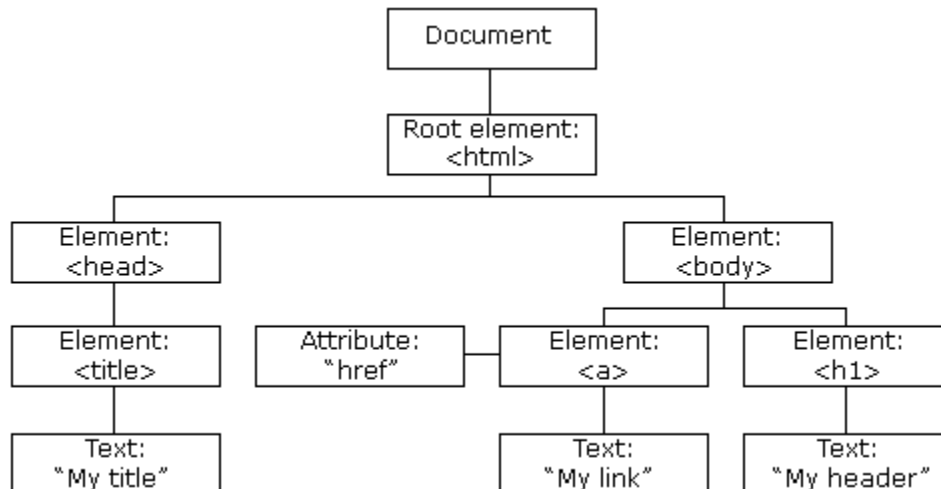 Document
Root element:
<html>
Element:
<head>
Element:
<body>
Element:
<title>
Attribute:
“href”
Element:
<a>
Element:
<h1>
Text:
“My title”
Text:
“My link”
Text:
“My header”